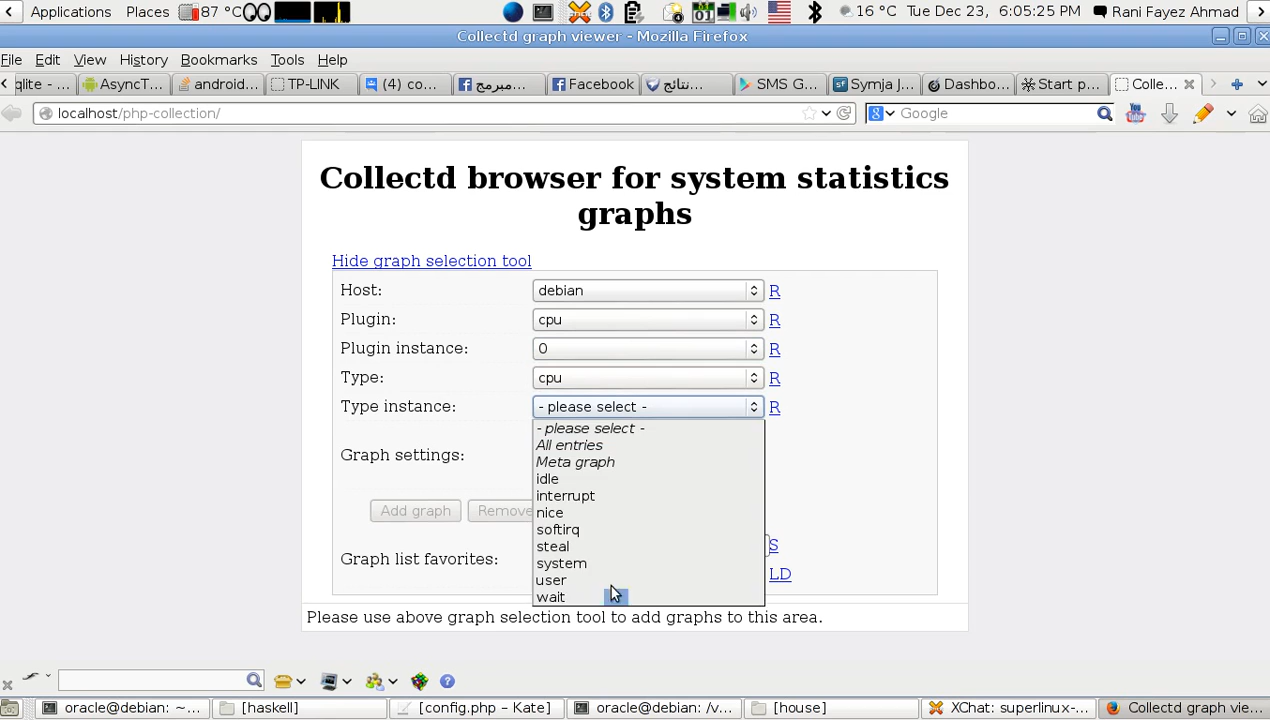 Applications Places 87 °C 16 °C Tue Dec 23, 6:05:25 PM Rani Fayez Ahmad
Collectd graph viewer - Mozilla Firefox
File Edit View History Bookmarks Tools Help
qlite - ... AsyncT... android... TP-LINK (4) co... مبرمج... Facebook نتائج... SMS G... Symja J... Dashbo... Start p... Colle...
localhost/php-collection/ Google
Collectd browser for system statistics
graphs
Hide graph selection tool
Host: debian R
Plugin: cpu R
Plugin instance: 0 R
Type: cpu R
Type instance: - please select - R
- please select -
All entries
Meta graph
Graph settings:
idle
interrupt
nice
Add graph Remove
softirq
steal
S
Graph list favorites:
system
LD
user
wait
Please use above graph selection tool to add graphs to this area.
oracle@debian: ~... [haskell] [config.php – Kate] oracle@debian: /v... [house] XChat: superlinux-... Collectd graph vie...